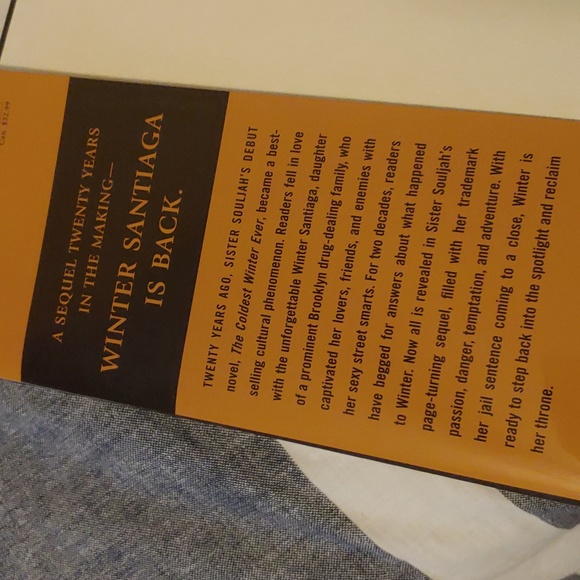 Can. $32.99
A SEQUEL TWENTY YEARS
IN THE MAKING—
WINTER SANTIAGA
IS BACK.
TWENTY YEARS AGO, SISTER SOULJAH'S DEBUT
novel, The Coldest Winter Ever, became a best-
selling cultural phenomenon. Readers fell in love
with the unforgettable Winter Santiaga, daughter
of a prominent Brooklyn drug-dealing family, who
captivated her lovers, friends, and enemies with
her sexy street smarts. For two decades, readers
have begged for answers about what happened
to Winter. Now all is revealed in Sister Souljah's
page-turning sequel, filled with her trademark
passion, danger, temptation, and adventure. With
her jail sentence coming to a close, Winter is
ready to step back into the spotlight and reclaim
her throne.